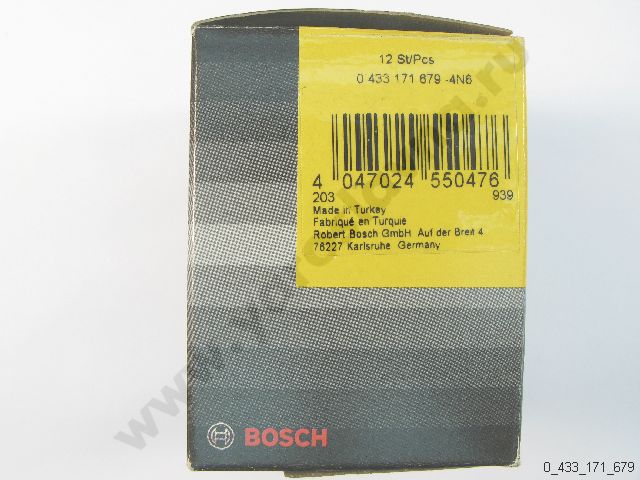 12 St/Pcs
0 433 171 679 -4N6
4 047024 550476
203 939
Made in Turkey
Fabriqué en Turquie
Robert Bosch GmbH Auf der Breit 4
76227 Karlsruhe Germany
BOSCH
0_433_171_679